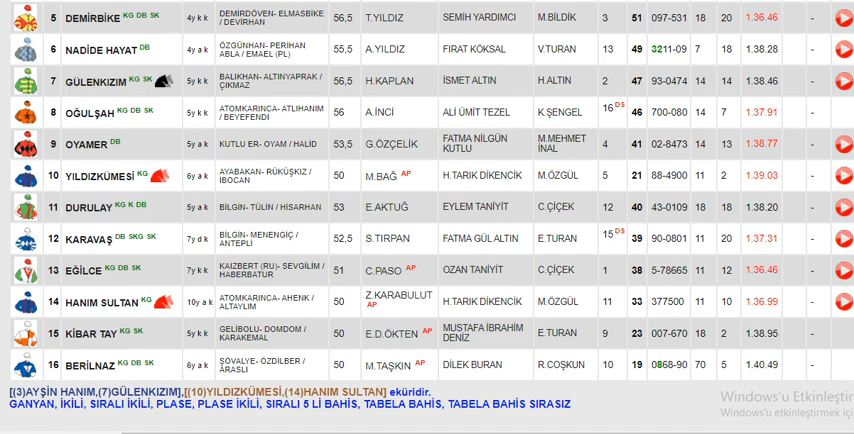 5 DEMİRBİKE KG DB SK 4y k k DEMİRDÖVEN- ELMASBİKE / DEVİRHAN 56,5 T.YILDIZ SEMİH YARDIMCI M.BİLDİK 3 51 097-531 18 20 1.36.46 -
6 NADİDE HAYAT DB 4y a k ÖZGÜNHAN- PERİHAN ABLA / EMAEL (PL) 55,5 A.YILDIZ FIRAT KÖKSAL V.TURAN 13 49 3211-09 7 18 1.38.28 -
7 GÜLENKIZIM KG SK 5y k k BALIKHAN- ALTINYAPRAK / ÇIKMAZ 56,5 H.KAPLAN İSMET ALTIN H.ALTIN 2 47 93-0474 14 14 1.38.46 -
8 OĞULŞAH KG DB SK 5y k k ATOMKARINCA- ATLIHANIM / BEYEFENDİ 56 A.İNCİ ALİ ÜMİT TEZEL K.ŞENGEL 16 DS 46 700-080 14 7 1.37.91 -
9 OYAMER DB 5y a k KUTLU ER- OYAM / HALİD 53,5 G.ÖZÇELİK FATMA NİLGÜN KUTLU M.MEHMET İNAL 4 41 02-8473 14 13 1.38.77 -
10 YILDIZKÜMESİ KG 6y a k AYABAKAN- RÜKÜŞKIZ / İBOCAN 50 M.BAĞ AP H.TARIK DİKENCİK M.ÖZGÜL 5 21 88-4900 11 2 1.39.03 -
11 DURULAY KG K DB 5y a k BİLGİN- TÜLİN / HİSARHAN 53 E.AKTUĞ EYLEM TANİYİT C.ÇİÇEK 12 40 43-0109 18 18 1.38.20 -
12 KARAVAŞ DB SKG SK 7y d k BİLGİN- MENENGİÇ / ANTEPLİ 52,5 S.TIRPAN FATMA GÜL ALTIN E.TURAN 15 DS 39 90-0801 11 20 1.37.31 -
13 EĞİLCE KG DB SK 7y k k KAIZBERT (RU)- SEVGİLİM / HABERBATUR 51 C.PASO AP OZAN TANİYİT C.ÇİÇEK 1 38 5-78665 11 12 1.36.46 -
14 HANIM SULTAN KG 10y a k ATOMKARINCA- AHENK / ALTAYLIM 50 Z.KARABULUT AP H.TARIK DİKENCİK M.ÖZGÜL 11 33 377500 11 10 1.36.99 -
15 KİBAR TAY KG SK 5y k k GELİBOLU- DOMDOM / KARAKEMAL 50 E.D.ÖKTEN AP MUSTAFA İBRAHİM DENİZ E.TURAN 9 23 007-670 18 2 1.38.95 -
16 BERİLNAZ KG DB SK 6y a k ŞÖVALYE- ÖZDİLBER / ARASLI 50 M.TAŞKIN AP DİLEK BURAN R.COŞKUN 10 19 0868-90 70 5 1.40.49 -
[(3)AYŞİN HANIM,(7)GÜLENKIZIM],[(10)YILDIZKÜMESİ,(14)HANIM SULTAN] eküridir.
GANYAN, İKİLİ, SIRALI İKİLİ, PLASE, PLASE İKİLİ, SIRALI 5 Lİ BAHİS, TABELA BAHİS, TABELA BAHİS SIRASIZ
Windows'u Etkinleştir
Windows'u etkinleştirmek içi